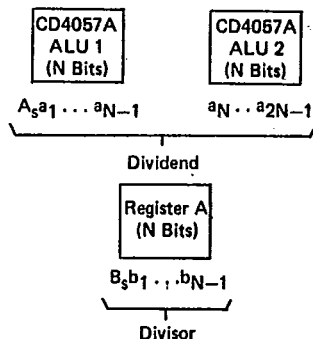 CD4057A
ALU 1
(N Bits)
CD4057A
ALU 2
(N Bits)
Asa1 . . . aN−1
aN . . a2N−1
Dividend
Register A
(N Bits)
Bsb1 . , .bN−1
Divisor